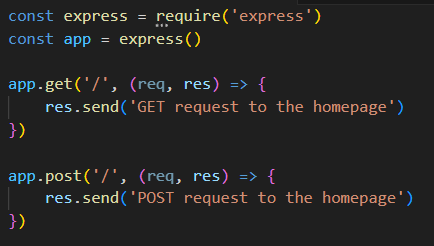 const express = require('express')
const app = express()
app.get('/', (req, res) => {
    res.send('GET request to the homepage')
})
app.post('/', (req, res) => {
    res.send('POST request to the homepage')
})